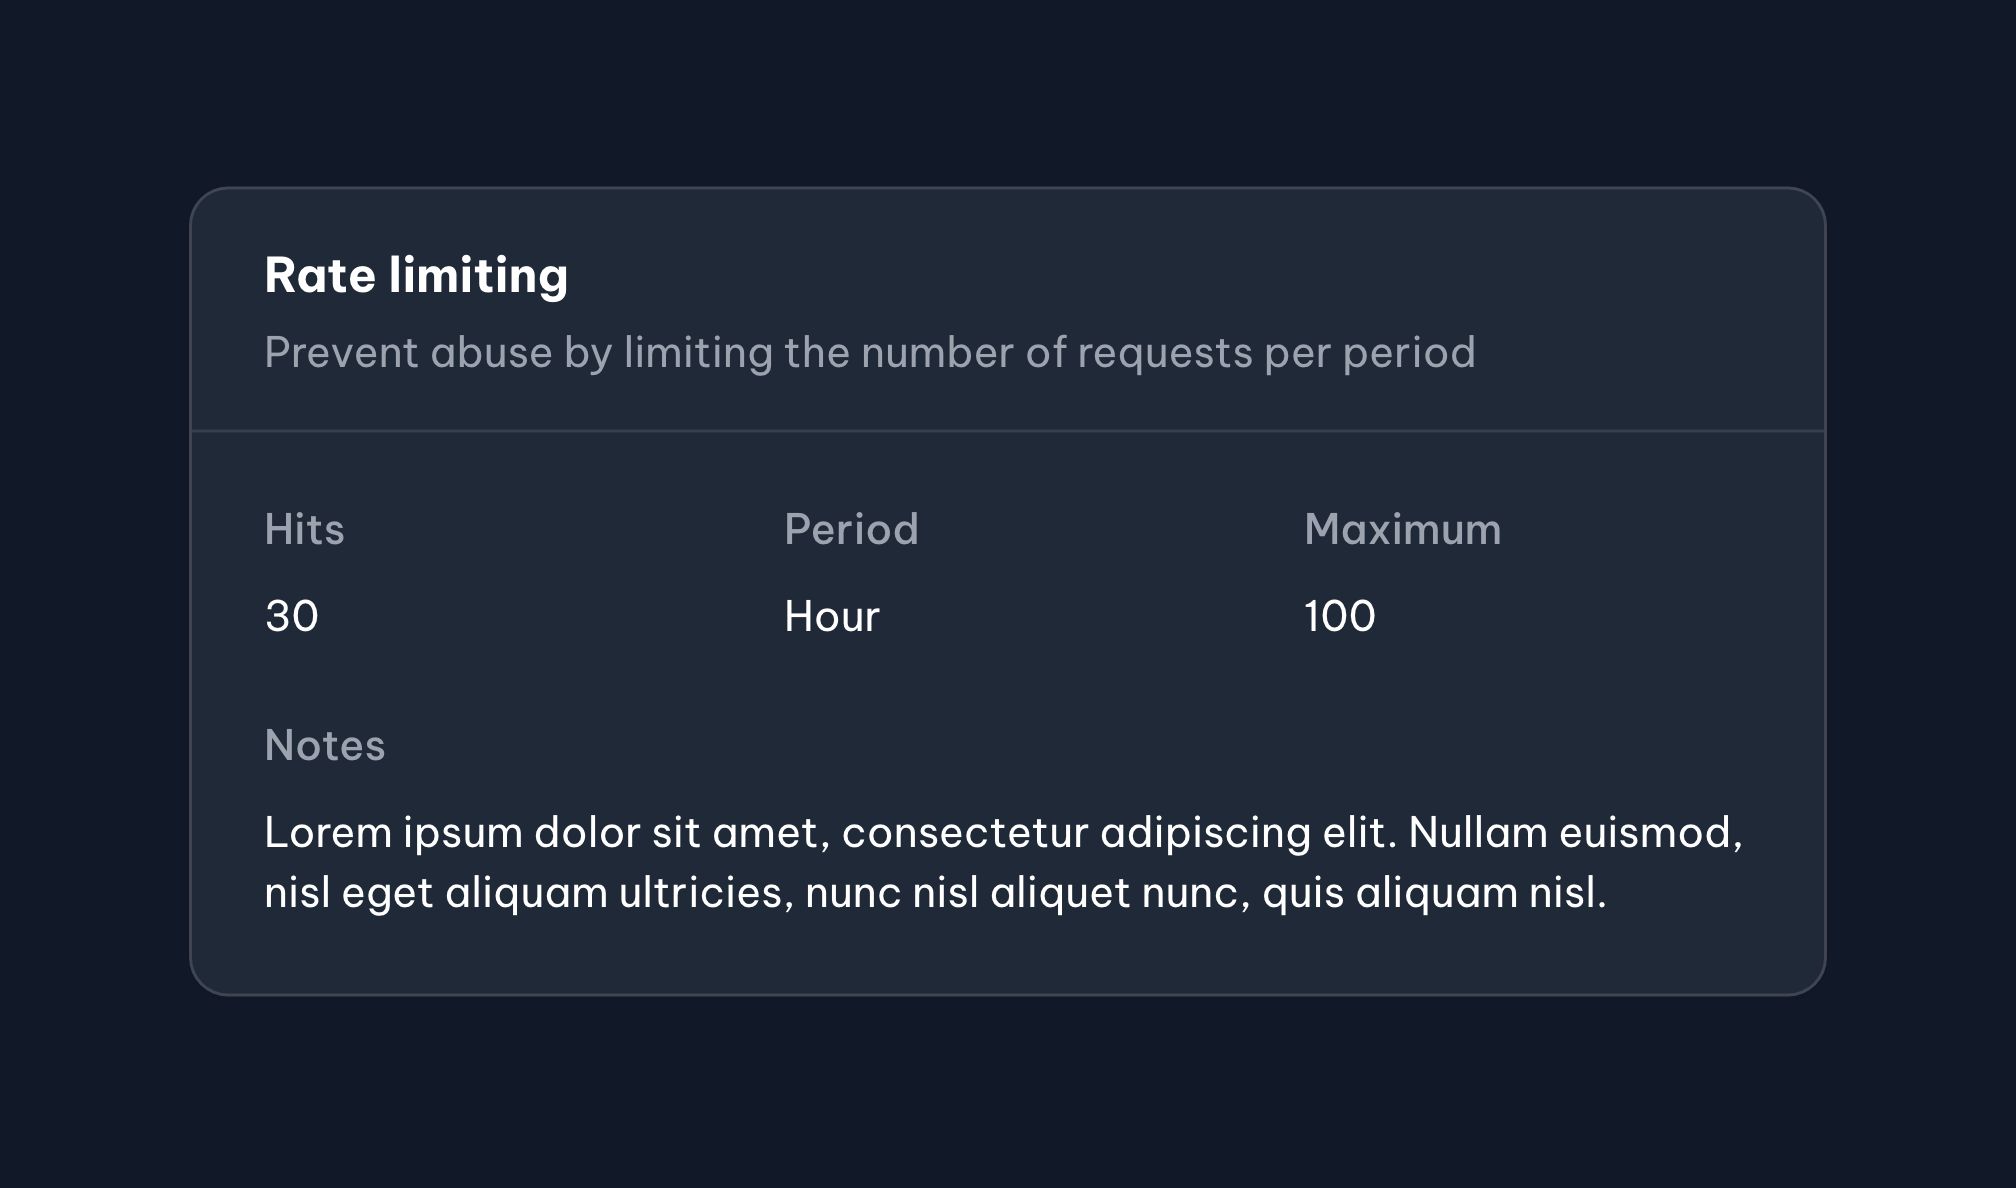 Rate limiting
Prevent abuse by limiting the number of requests per period
Hits
Period
Maximum
30
Hour
100
Notes
Lorem ipsum dolor sit amet, consectetur adipiscing elit. Nullam euismod,
nisl eget aliquam ultricies, nunc nisl aliquet nunc, quis aliquam nisl.